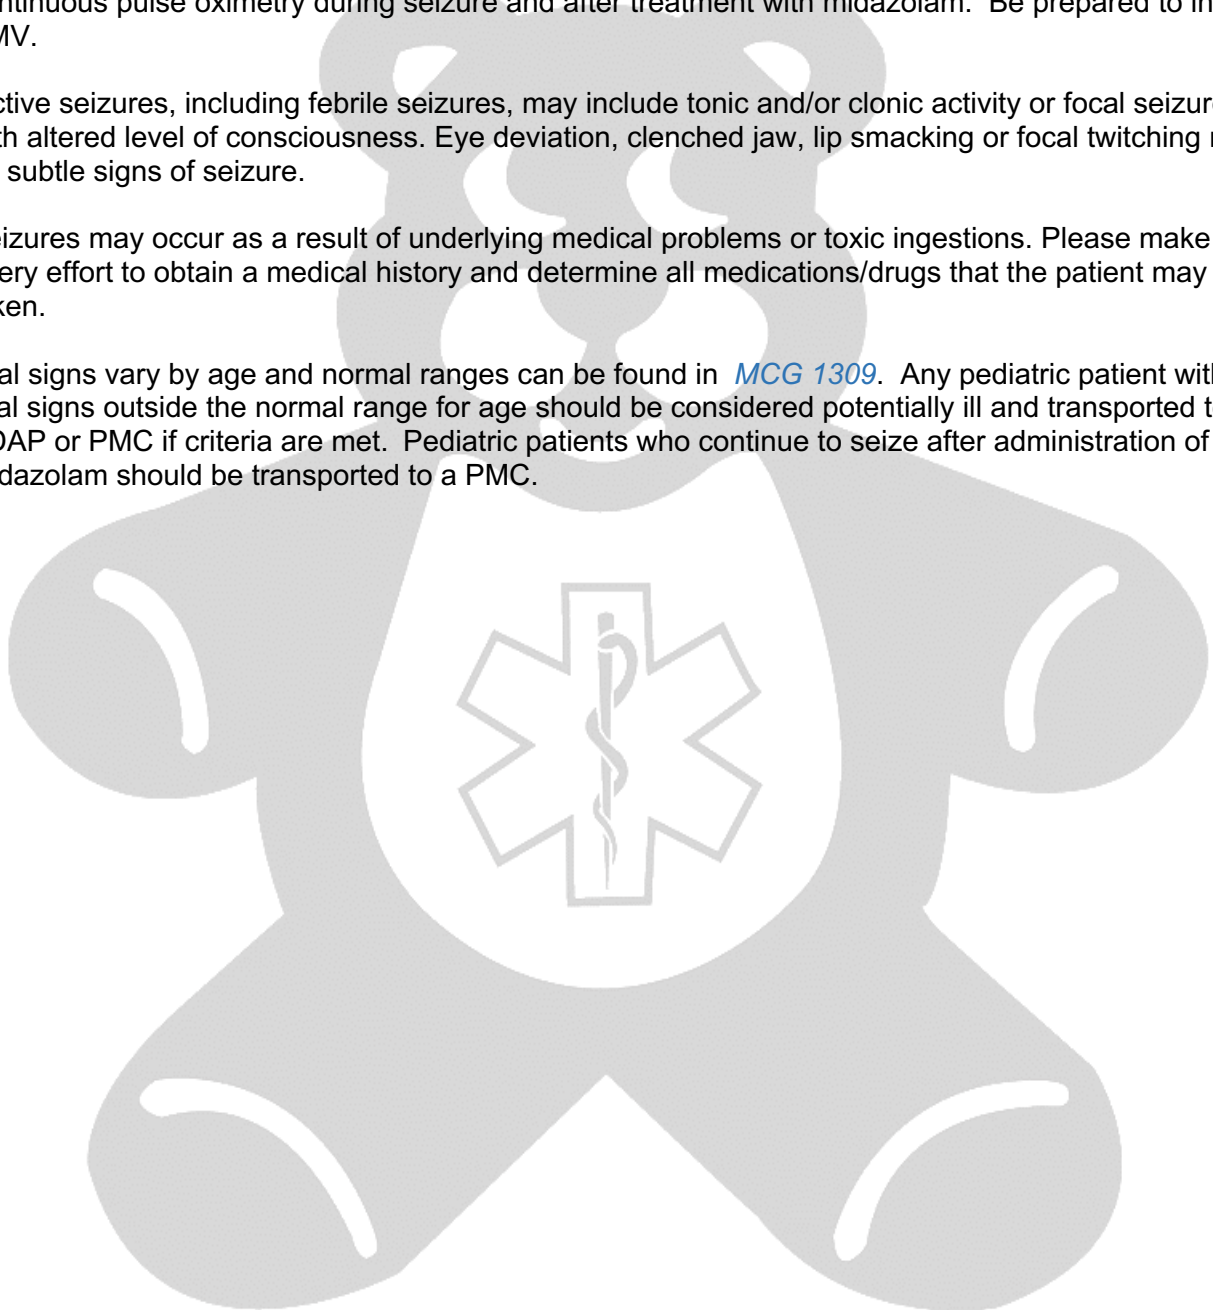 ntinuous pulse oximetry during seizure and after treatment with midazolam. Be prepared to in
MV.
ctive seizures, including febrile seizures, may include tonic and/or clonic activity or focal seizur
th altered level of consciousness. Eye deviation, clenched jaw, lip smacking or focal twitching
subtle signs of seizure.
eizures may occur as a result of underlying medical problems or toxic ingestions. Please make
ery effort to obtain a medical history and determine all medications/drugs that the patient may
ken.
al signs vary by age and normal ranges can be found in MCG 1309. Any pediatric patient with
al signs outside the normal range for age should be considered potentially ill and transported t
DAP or PMC if criteria are met. Pediatric patients who continue to seize after administration of
idazolam should be transported to a PMC.